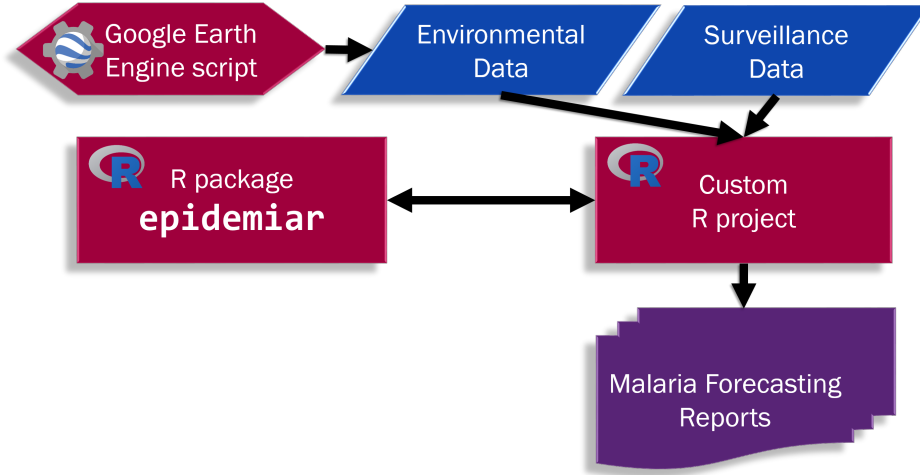 Google Earth
Engine script
Environmental
Data
Surveillance
Data
R
R package
epidemiar
R
Custom
R project
Malaria Forecasting
Reports